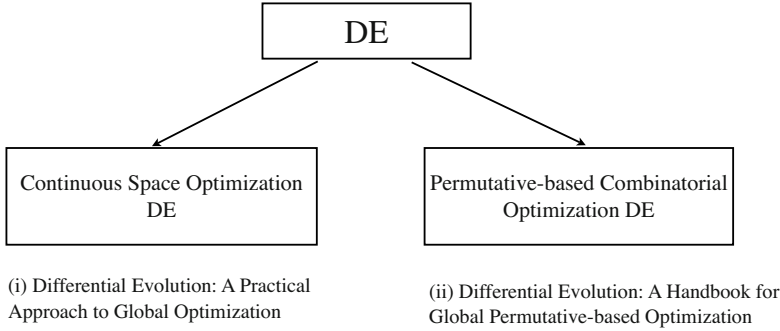 DE
Continuous Space Optimization
DE
Permutative-based Combinatorial
Optimization DE
(i) Differential Evolution: A Practical
Approach to Global Optimization
(ii) Differential Evolution: A Handbook for
Global Permutative-based Optimization